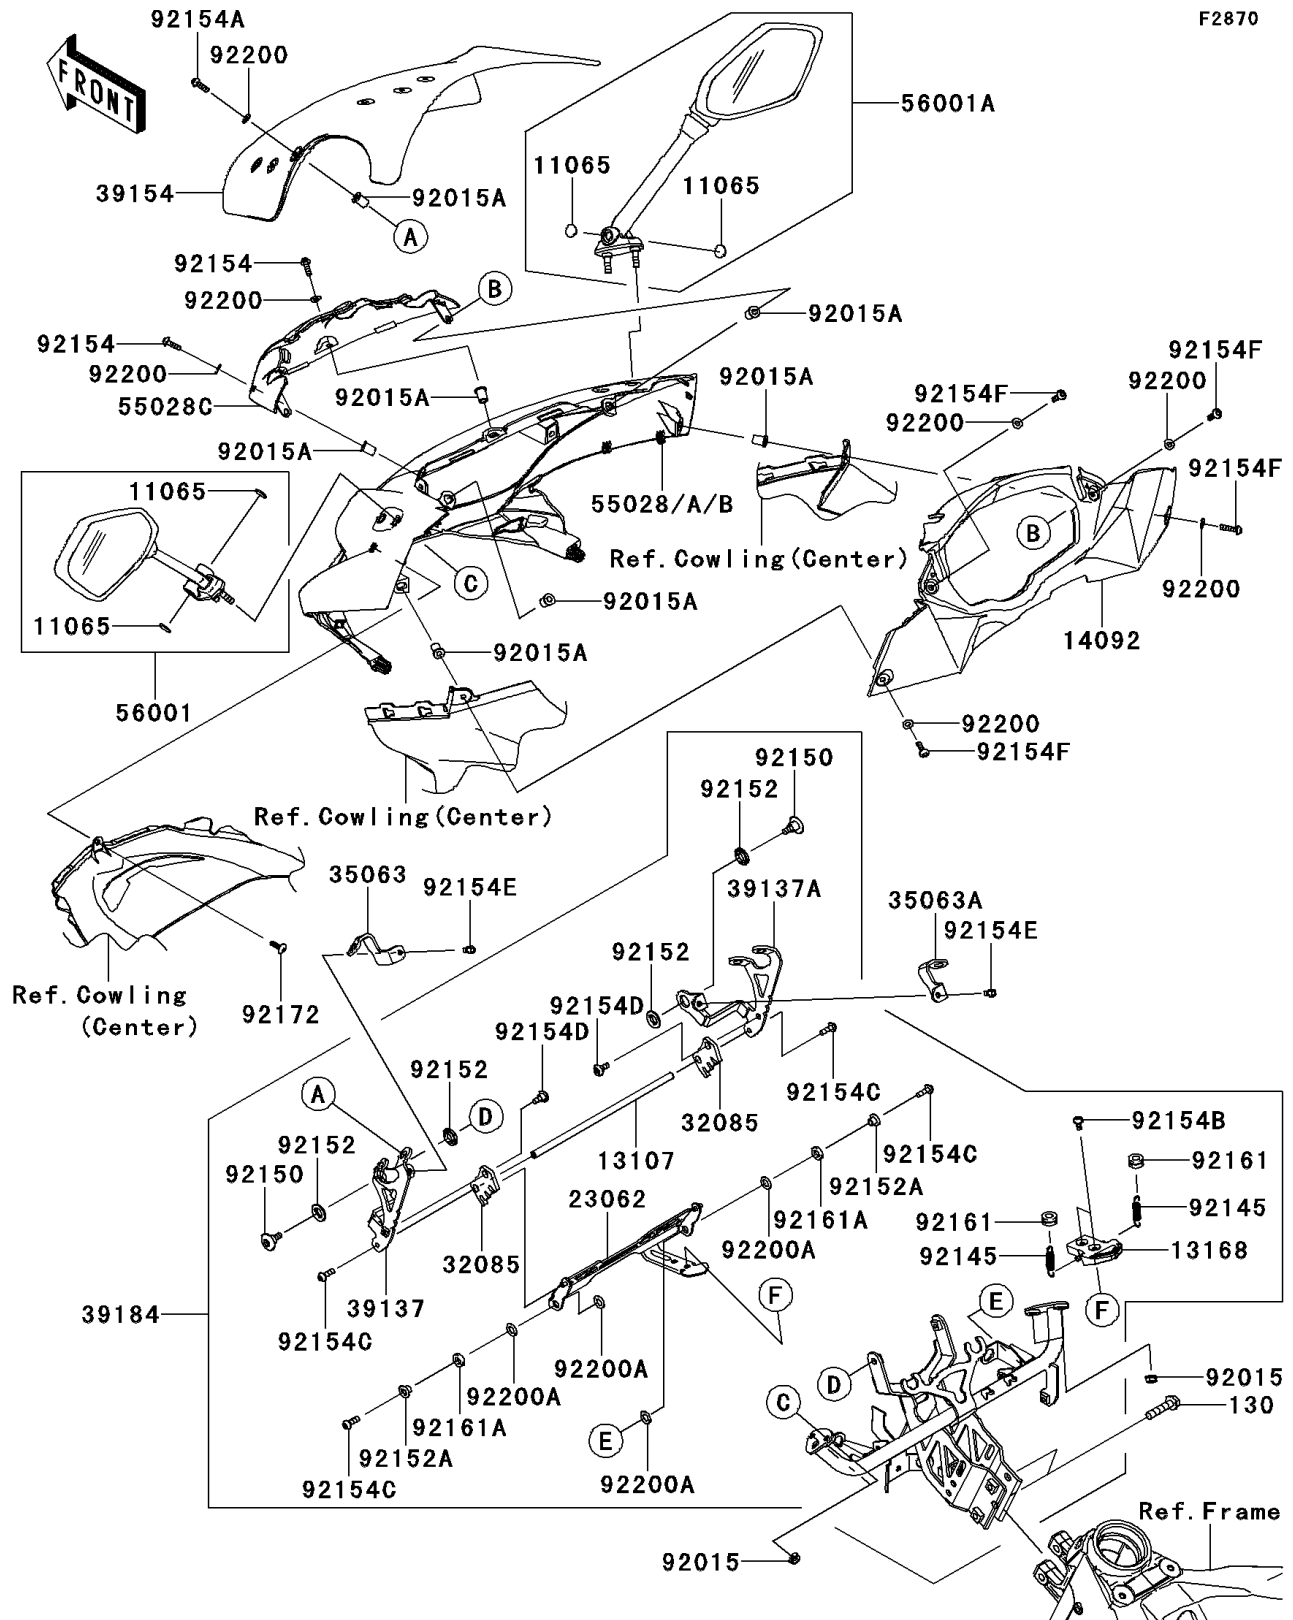 92154A
F2870
92200
FRONT
56001A
11065
11065
39154
92015A
A
92154
92200
B
92015A
92154
92200
55028C
92015A
92015A
92154F
92200
92154F
92200
92154F
92015A
11065
55028/A/B
B
Ref.Cowling(Center)
C
92200
92015A
11065
14092
92015A
56001
92200
92154F
92150
92152
Ref.Cowling(Center)
35063
92154E
39137A
35063A
92154E
92152
Ref.Cowling
(Center)
92172
92154D
92154D
92152
A
D
92154C
32085
92154B
92152
92150
13107
92154C
92161
23062
92152A
92161A
92161
92145
92200A
92145
13168
32085
39137
F
E
F
39184
92154C
92200A
92200A
D
92015
C
130
92161A
E
92152A
92154C
92200A
Ref.Frame
92015